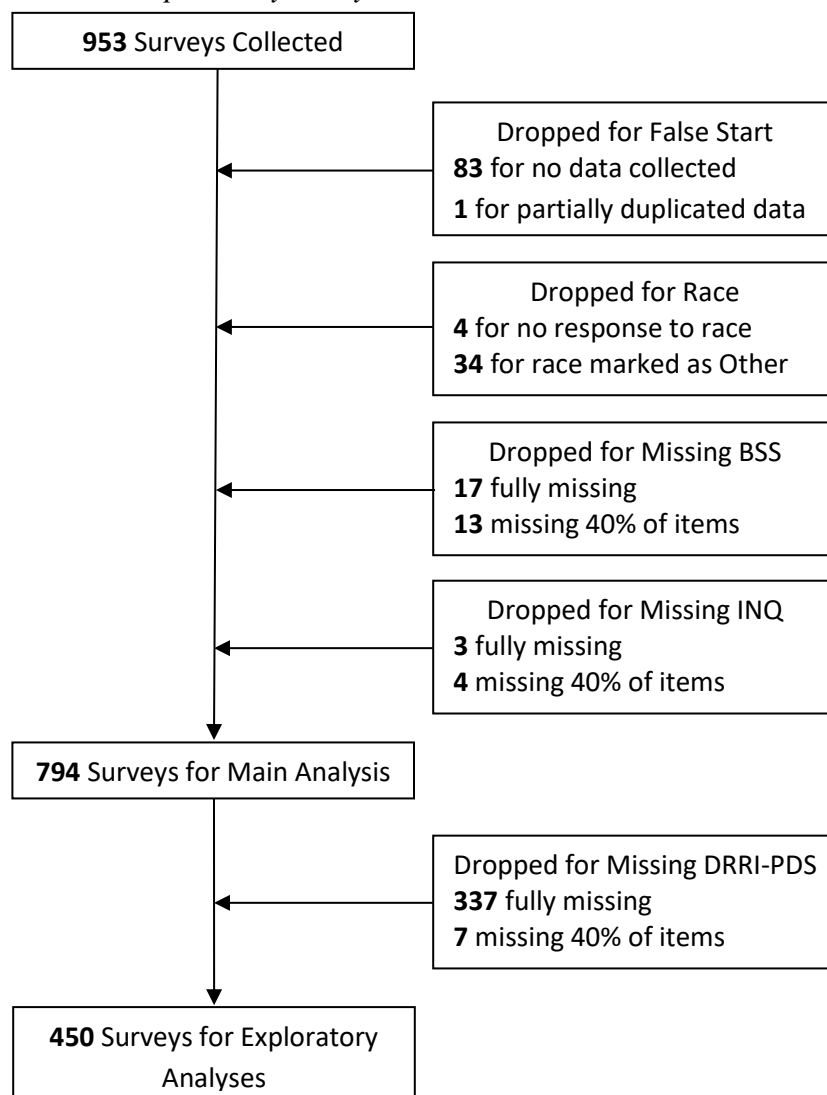 953 Surveys Collected
Dropped for False Start
83 for no data collected
1 for partially duplicated data
Dropped for Race
4 for no response to race
34 for race marked as Other
Dropped for Missing BSS
17 fully missing
13 missing 40% of items
Dropped for Missing INQ
3 fully missing
4 missing 40% of items
794 Surveys for Main Analysis
Dropped for Missing DRRI-PDS
337 fully missing
7 missing 40% of items
450 Surveys for Exploratory
Analyses